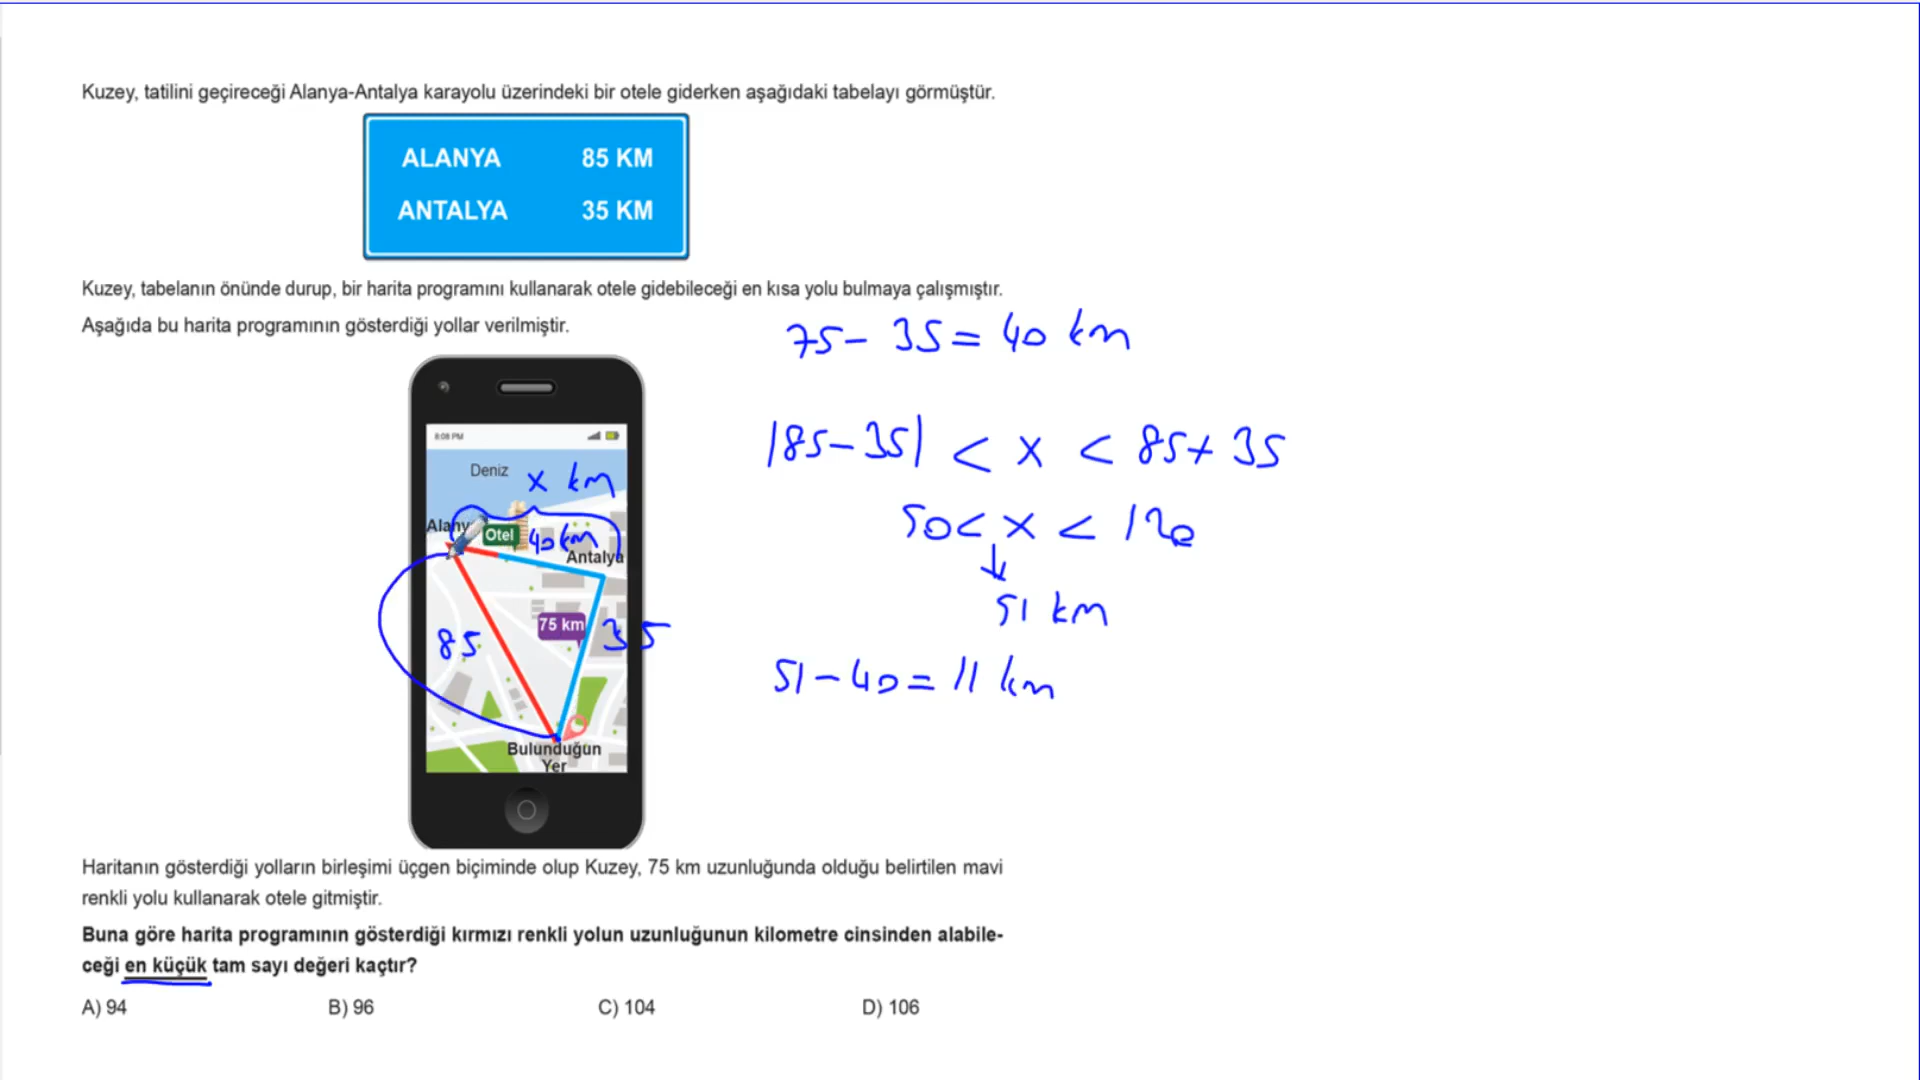 Kuzey, tatilini geçireceği Alanya-Antalya karayolu üzerindeki bir otele giderken aşağıdaki tabelayı görmüştür.
ALANYA 85 KM
ANTALYA 35 KM
Kuzey, tabelanın önünde durup, bir harita programını kullanarak otele gidebileceği en kısa yolu bulmaya çalışmıştır.
Aşağıda bu harita programının gösterdiği yollar verilmiştir.
75 - 35 = 40 km
|85-35| < x < 85+35
50 < x < 120
51 km
51 - 40 = 11 km
8:08 PM
Deniz
x km
Alany
Otel
40 km
Antalya
75 km
35
85
Bulunduğun
Yer
Haritanın gösterdiği yolların birleşimi üçgen biçiminde olup Kuzey, 75 km uzunluğunda olduğu belirtilen mavi
renkli yolu kullanarak otele gitmiştir.
Buna göre harita programının gösterdiği kırmızı renkli yolun uzunluğunun kilometre cinsinden alabile-
ceği en küçük tam sayı değeri kaçtır?
A) 94 B) 96 C) 104 D) 106